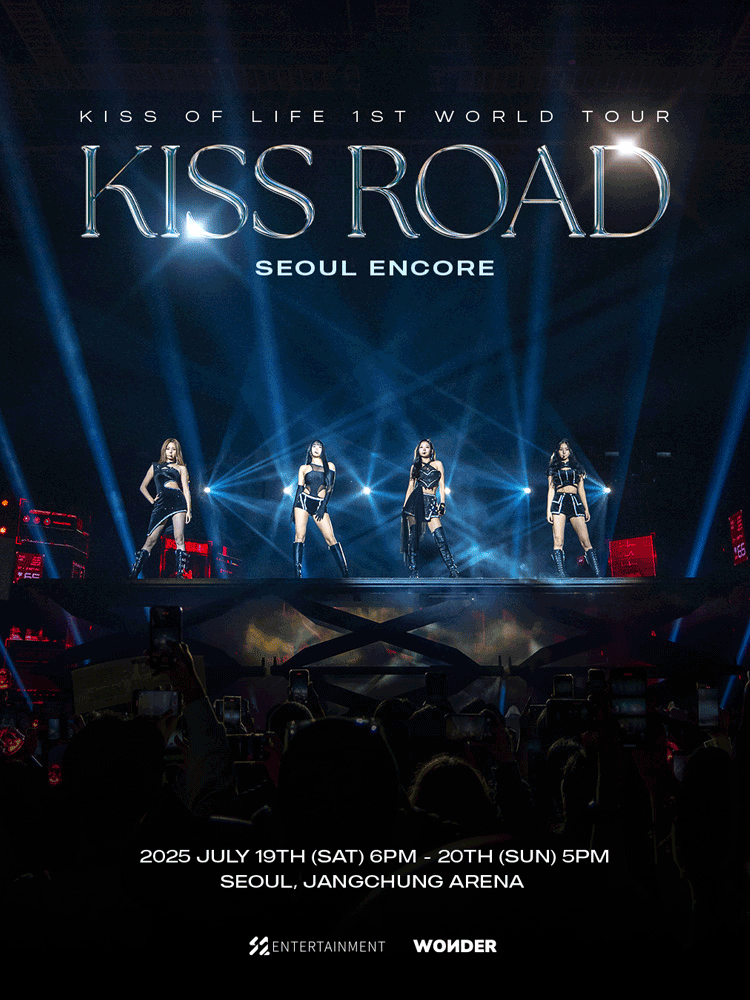 KISS OF LIFE 1ST WORLD TOUR
KISS ROAD
SEOUL ENCORE
2025 JULY 19TH (SAT) 6PM - 20TH (SUN) 5PM
SEOUL, JANGCHUNG ARENA
S2 ENTERTAINMENT WONDER